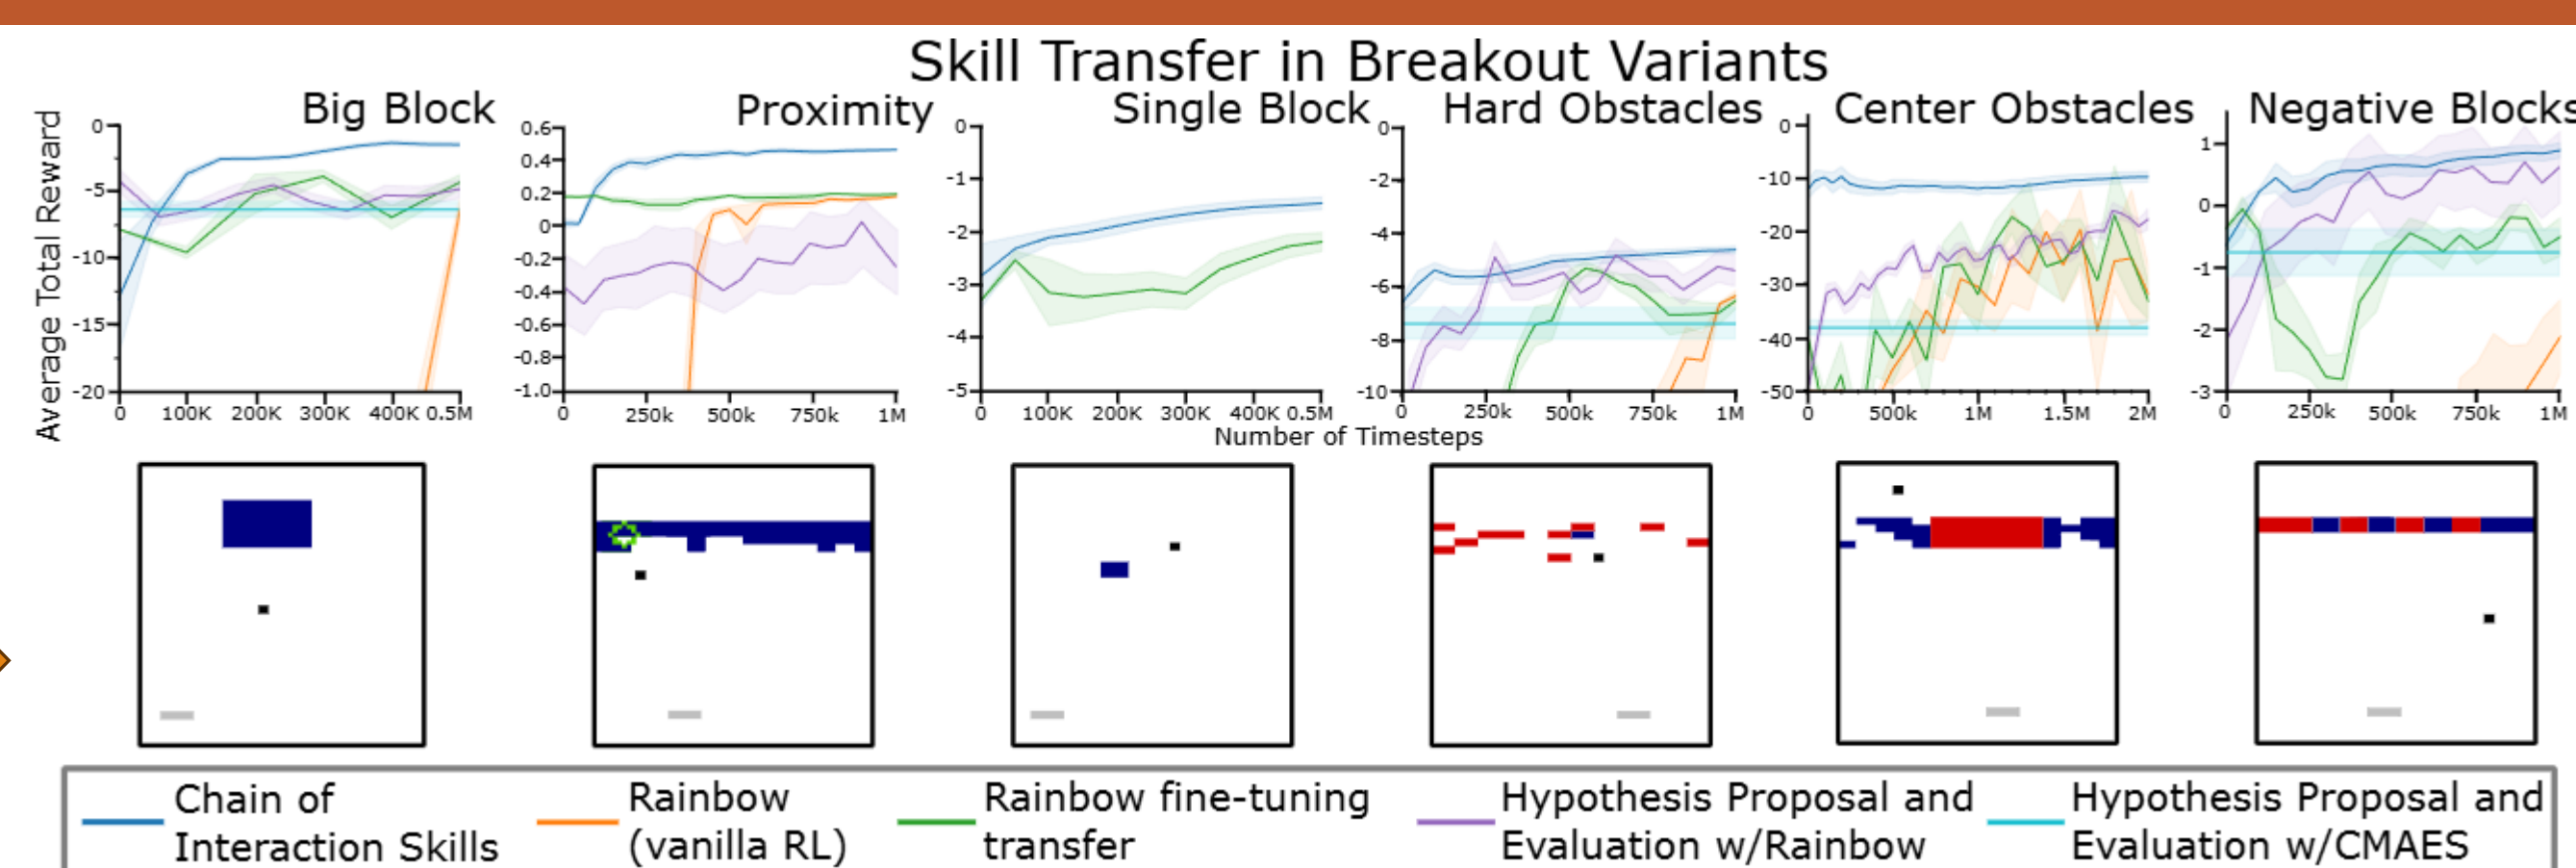 Skill Transfer in Breakout Variants
Big Block
Proximity
Single Block
Hard Obstacles
Center Obstacles
Negative Blocks
Average Total Reward
0
-5
-10
-15
-20
0 100K 200K 300K 400K 0.5M
0.6
0.4
0.2
0
-0.2
-0.4
-0.6
-0.8
-1.0
0 250k 500k 750k 1M
0
-1
-2
-3
-4
-5
0 100K 200K 300K 400K 0.5M
0
-2
-4
-6
-8
-10
0 250k 500k 750k 1M
0
-10
-20
-30
-40
-50
0 500k 1M 1.5M 2M
1
0
-1
-2
-3
0 250k 500k 750k 1M
Number of Timesteps
Chain of
Interaction Skills
Rainbow
(vanilla RL)
Rainbow fine-tuning
transfer
Hypothesis Proposal and
Evaluation w/Rainbow
Hypothesis Proposal and
Evaluation w/CMAES